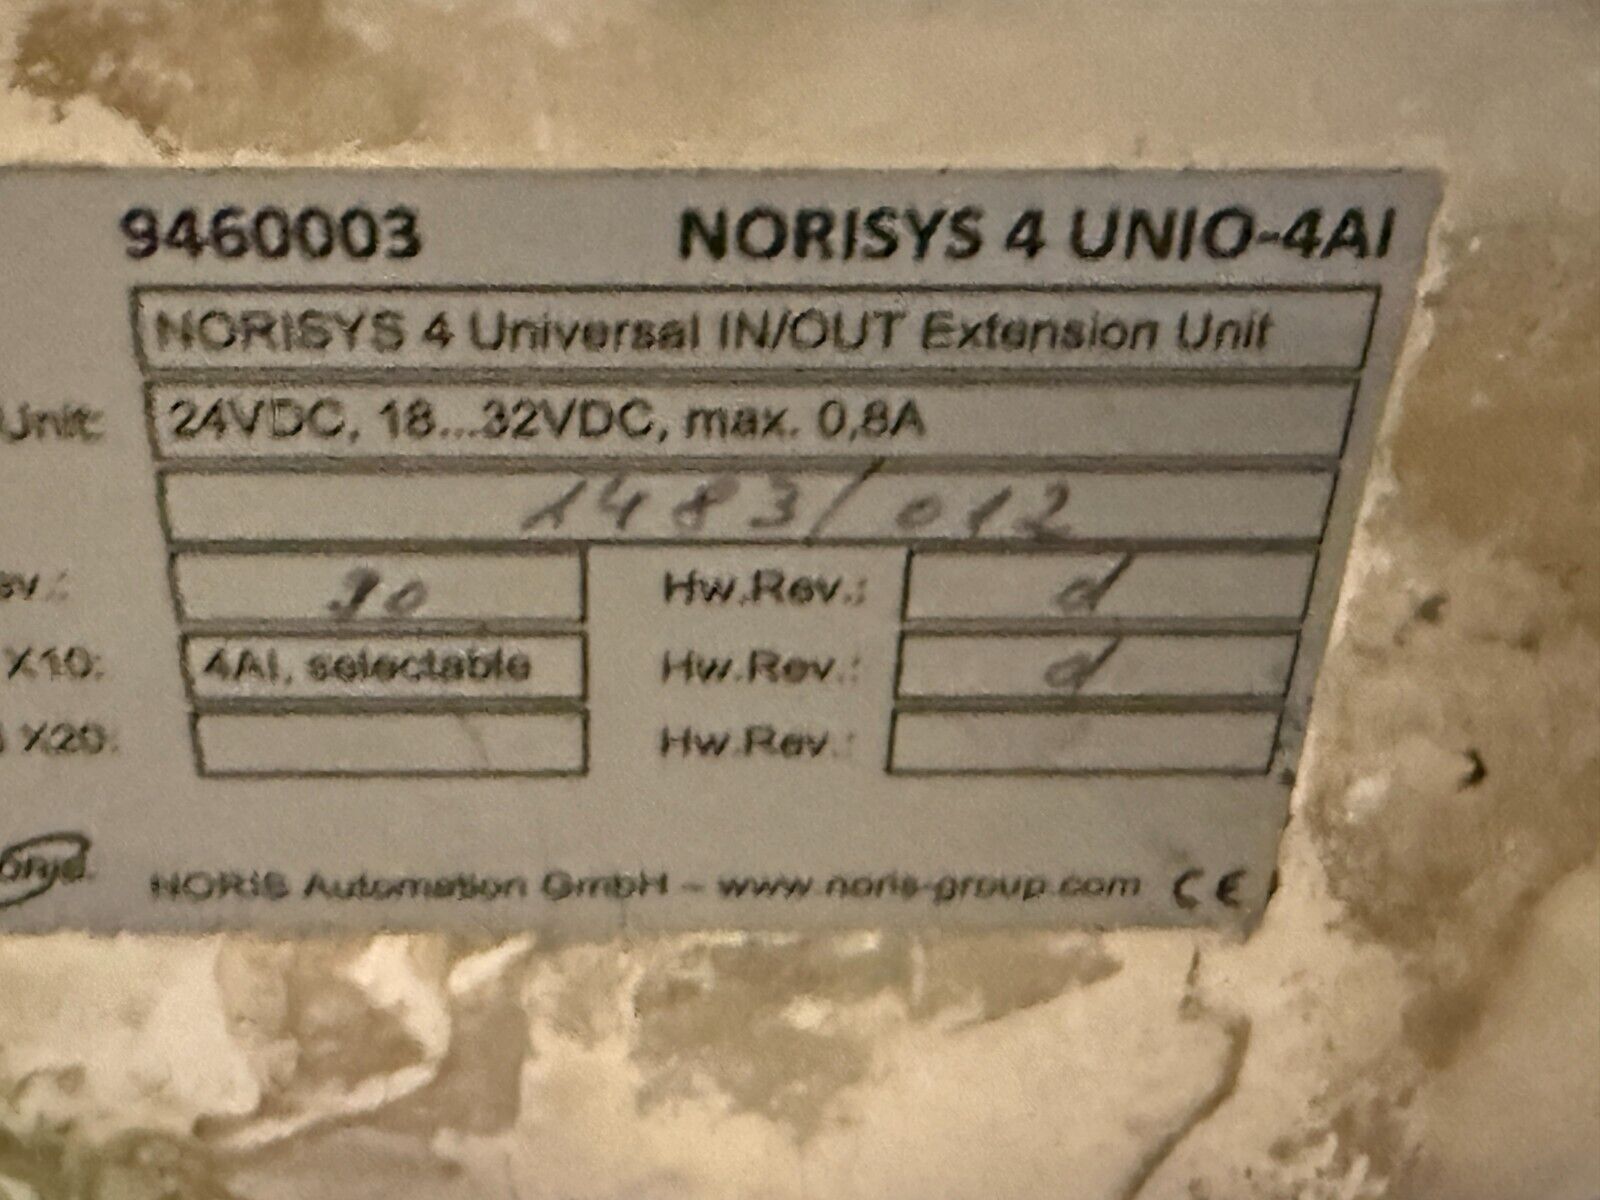 9460003 NORISYS 4 UNIO-4AI
NORISYS 4 Universal IN/OUT Extension Unit
Unit: 24VDC, 18...32VDC, max. 0,8A
1483/012
Hw.Rev.: d
X10: 4AI, selectable Hw.Rev.: d
X20: Hw.Rev.:
noris NORIS Automation GmbH – www.noris-group.com CE